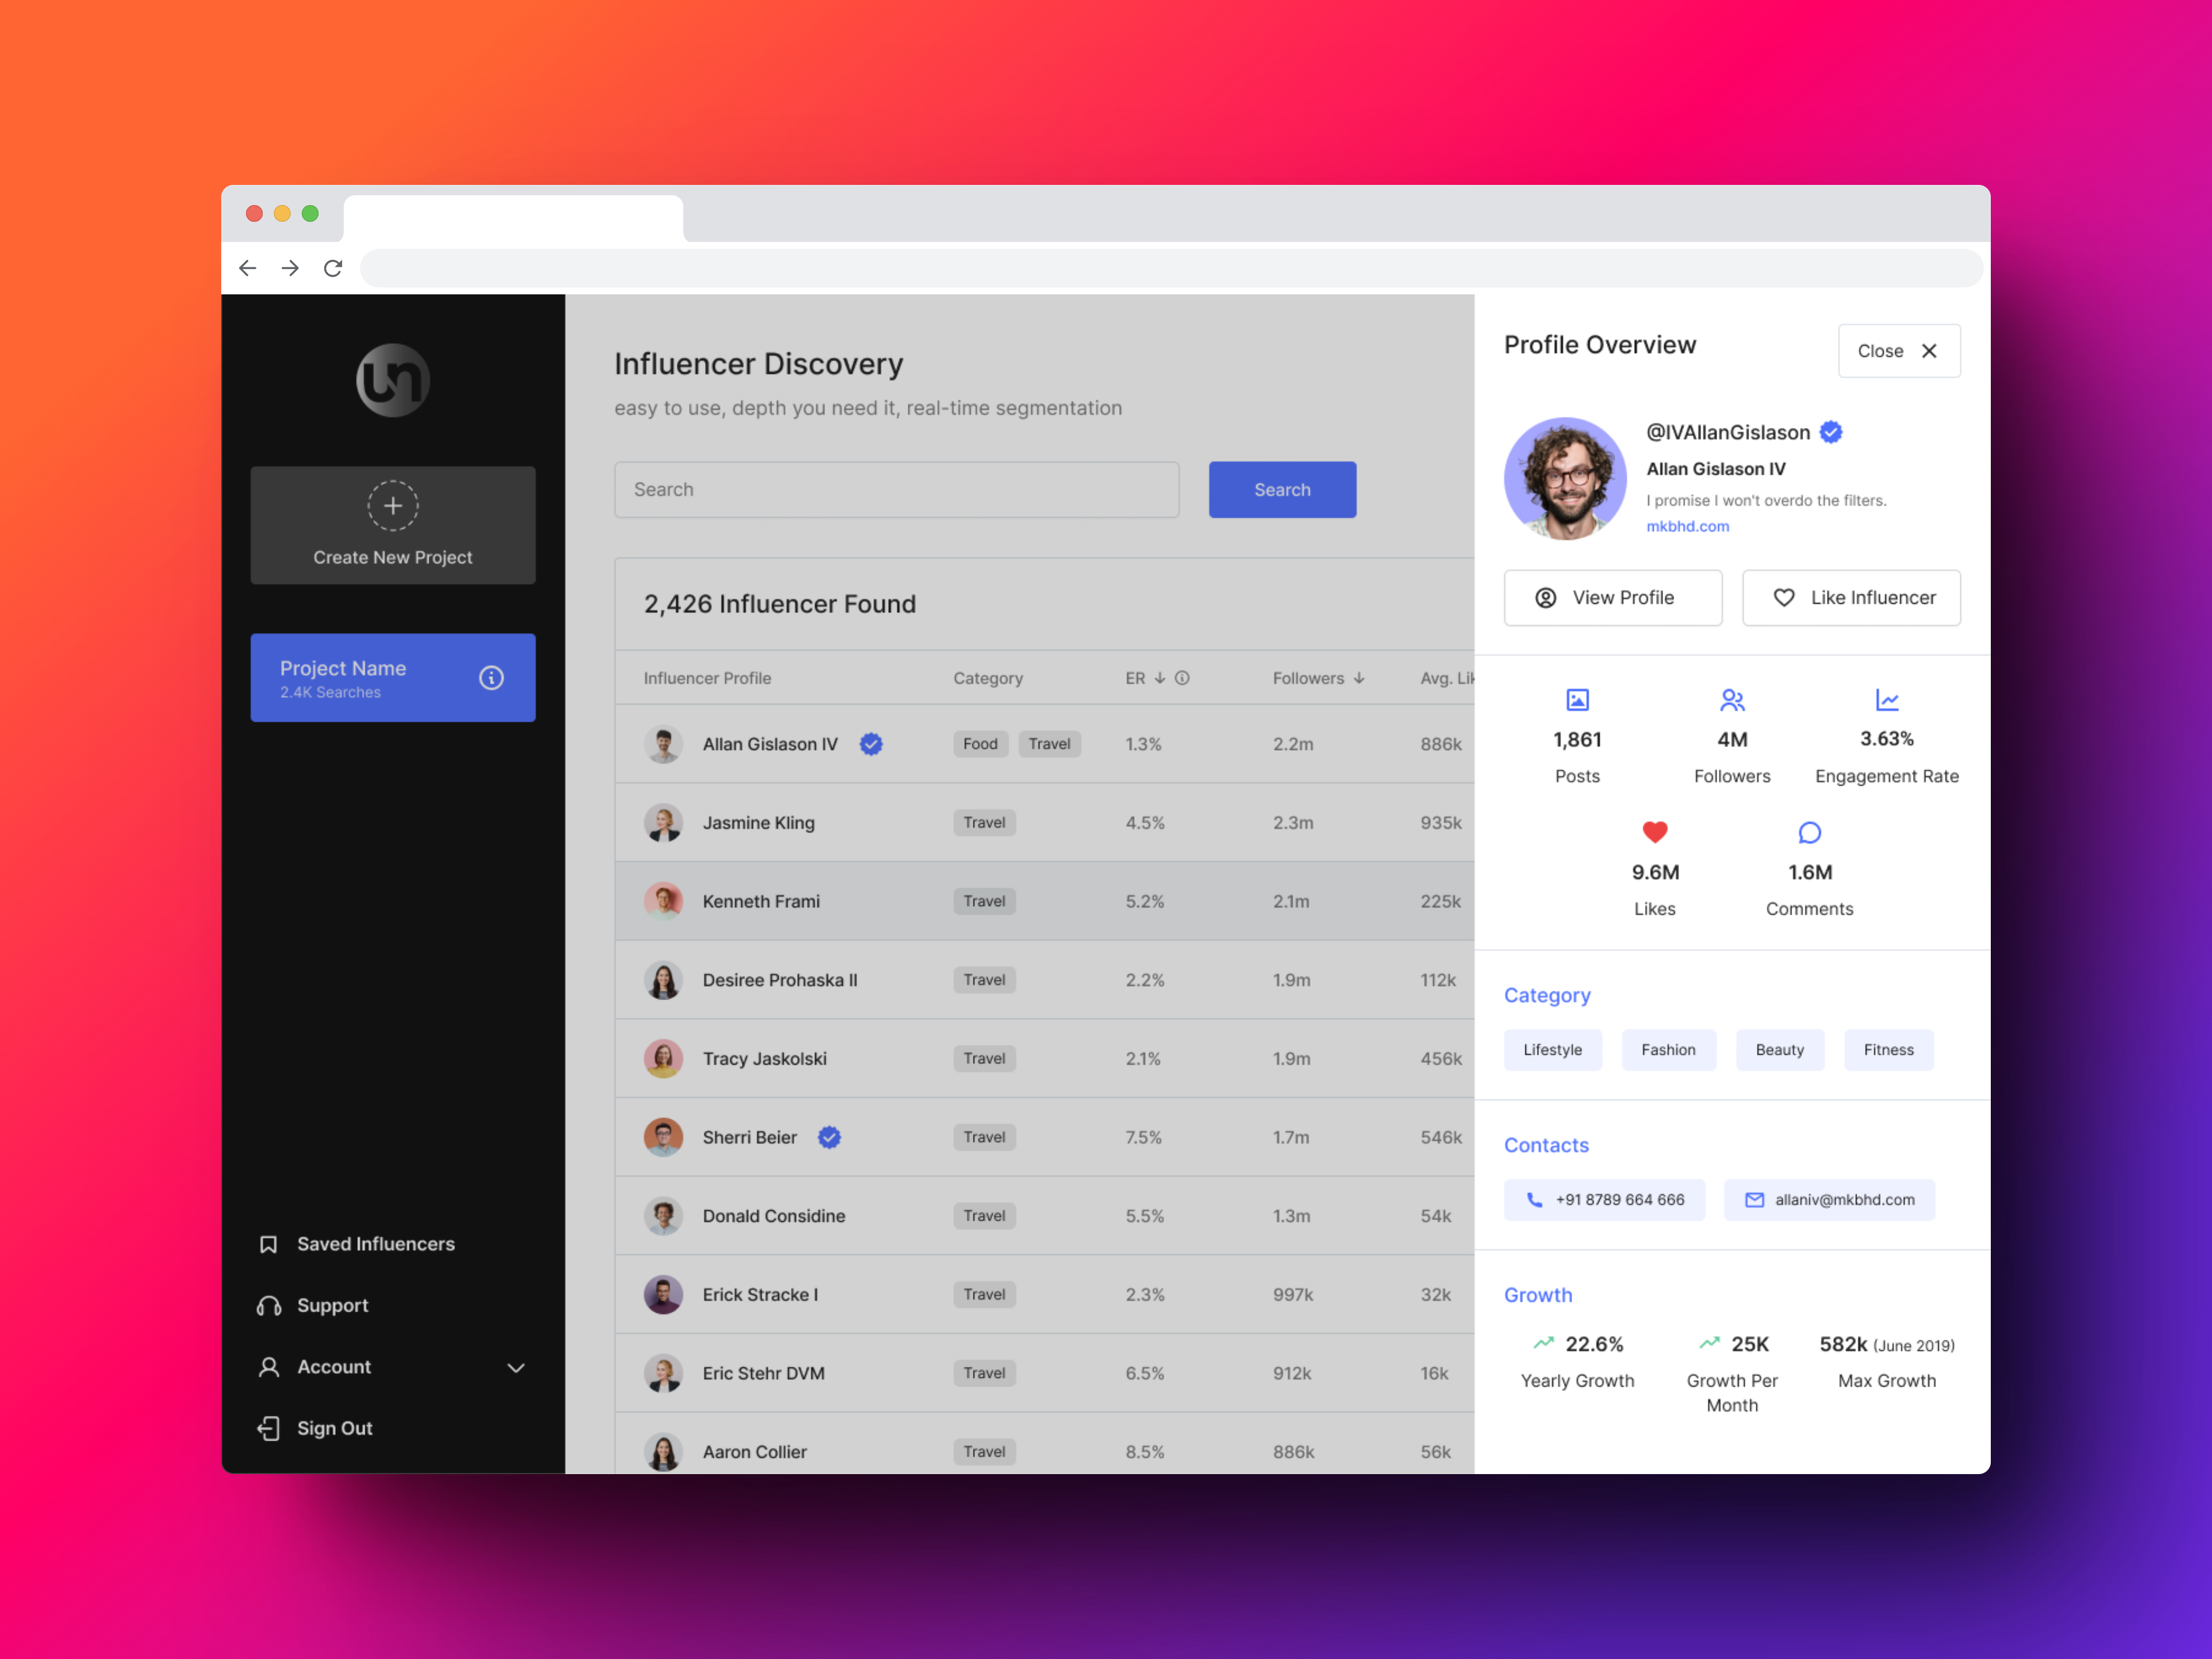 un
Create New Project
Project Name
2.4K Searches
Saved Influencers
Support
Account
Sign Out
Influencer Discovery
easy to use, depth you need it, real-time segmentation
Search
Search
2,426 Influencer Found
Influencer Profile Category ER Followers Avg. Lik
Allan Gislason IV Food Travel 1.3% 2.2m 886k
Jasmine Kling Travel 4.5% 2.3m 935k
Kenneth Frami Travel 5.2% 2.1m 225k
Desiree Prohaska II Travel 2.2% 1.9m 112k
Tracy Jaskolski Travel 2.1% 1.9m 456k
Sherri Beier Travel 7.5% 1.7m 546k
Donald Considine Travel 5.5% 1.3m 54k
Erick Stracke I Travel 2.3% 997k 32k
Eric Stehr DVM Travel 6.5% 912k 16k
Aaron Collier Travel 8.5% 886k 56k
Profile Overview
Close
@IVAllanGislason
Allan Gislason IV
I promise I won't overdo the filters.
mkbhd.com
View Profile Like Influencer
1,861 4M 3.63%
Posts Followers Engagement Rate
9.6M 1.6M
Likes Comments
Category
Lifestyle Fashion Beauty Fitness
Contacts
+91 8789 664 666 allaniv@mkbhd.com
Growth
22.6% 25K 582k (June 2019)
Yearly Growth Growth Per Max Growth
Month